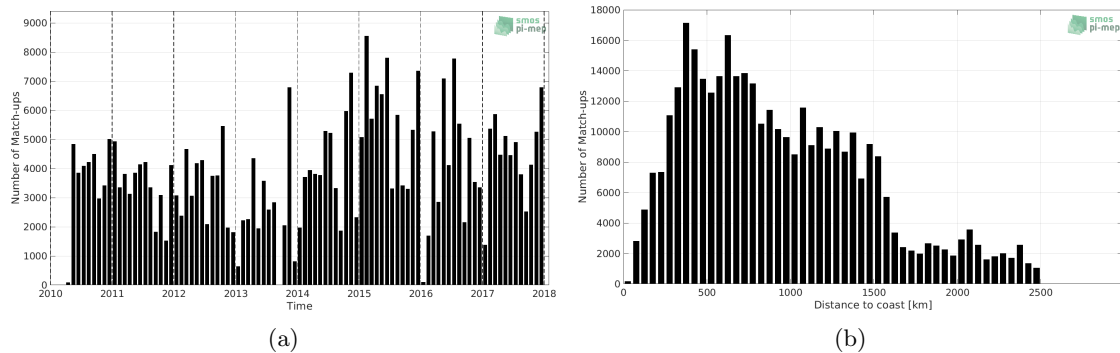 9000
8000
7000
6000
5000
4000
3000
2000
1000
0
Number of Match-ups
2010 2011 2012 2013 2014 2015 2016 2017 2018
Time
smos
pi-mep
(a)
18000
16000
14000
12000
10000
8000
6000
4000
2000
0
Number of Match-ups
0 500 1000 1500 2000 2500
Distance to coast [km]
smos
pi-mep
(b)